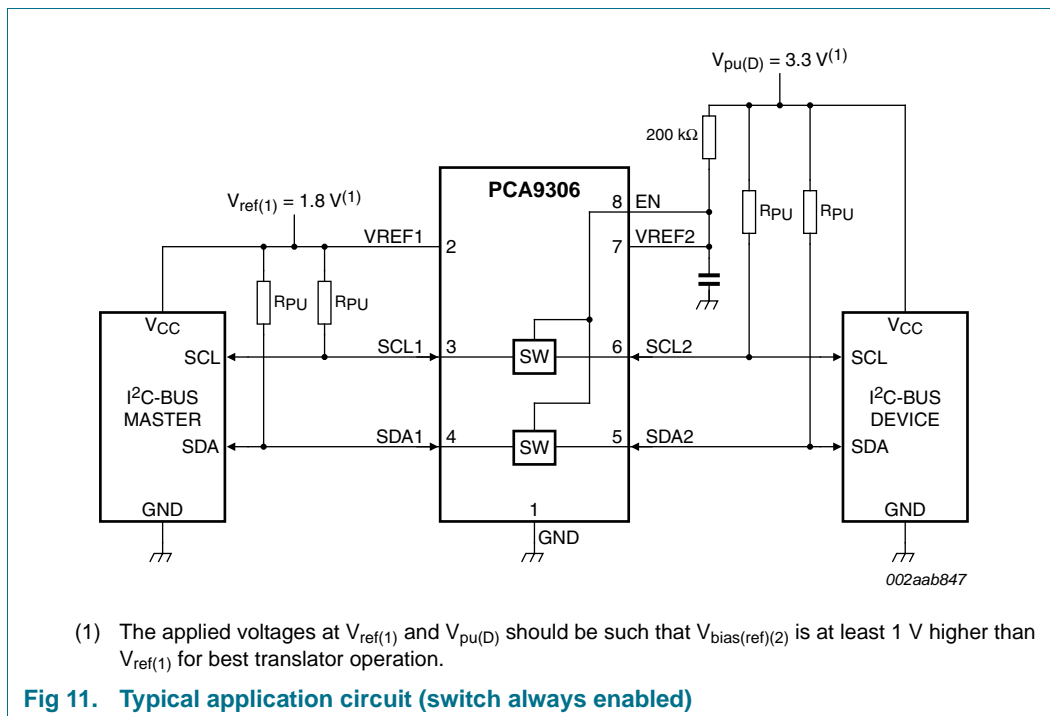 Vpu(D) = 3.3 V(1)
200 kΩ
PCA9306
Vref(1) = 1.8 V(1)
8 EN
RPU RPU
VREF1 2
7 VREF2
RPU RPU
VCC
VCC
SCL
SCL1 3
SW
6 SCL2
SCL
I2C-BUS
MASTER
I2C-BUS
DEVICE
SDA
SDA1 4
SW
5 SDA2
SDA
GND
1
GND
GND
002aab847
(1) The applied voltages at Vref(1) and Vpu(D) should be such that Vbias(ref)(2) is at least 1 V higher than
Vref(1) for best translator operation.
Fig 11. Typical application circuit (switch always enabled)